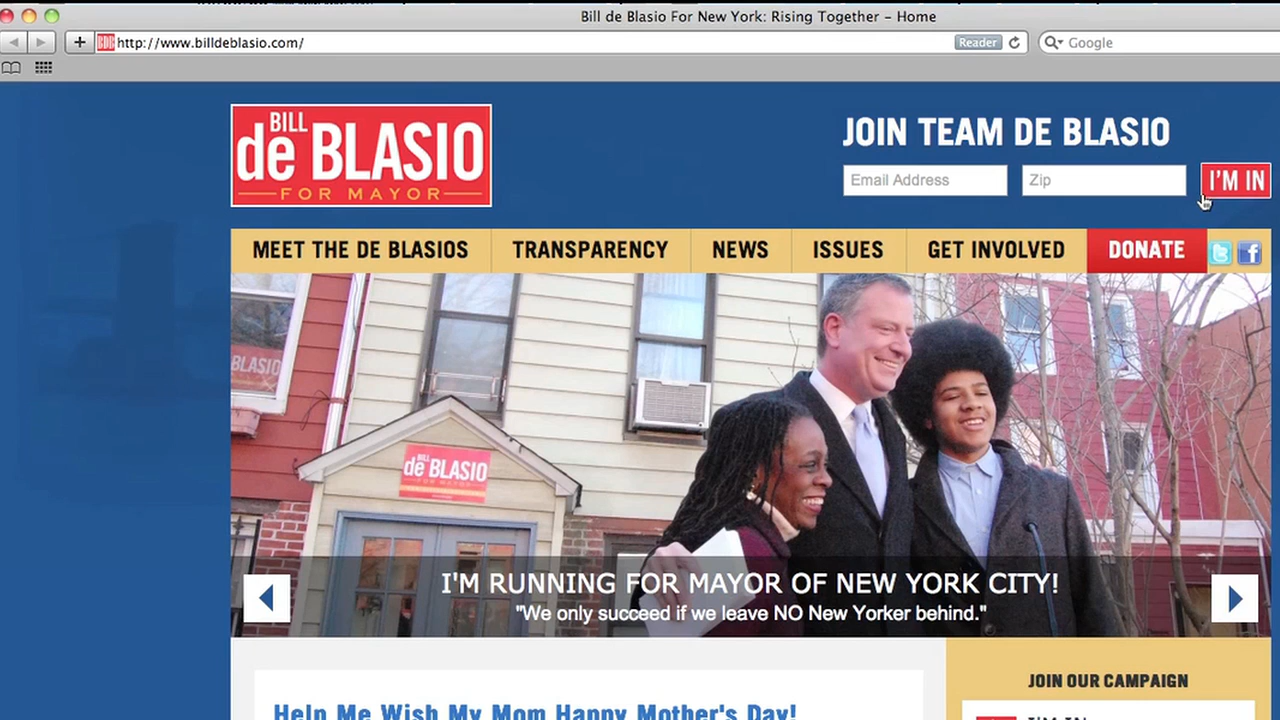 Bill de Blasio For New York: Rising Together – Home
http://www.billdeblasio.com/
Reader
Google
BILL
de BLASIO
FOR MAYOR
JOIN TEAM DE BLASIO
Email Address
Zip
I'M IN
MEET THE DE BLASIOS
TRANSPARENCY
NEWS
ISSUES
GET INVOLVED
DONATE
BLASIO
BILL
de BLASIO
FOR MAYOR
I'M RUNNING FOR MAYOR OF NEW YORK CITY!
"We only succeed if we leave NO New Yorker behind."
JOIN OUR CAMPAIGN
Help Me Wish My Mom Happy Mother's Day!
I'M IN